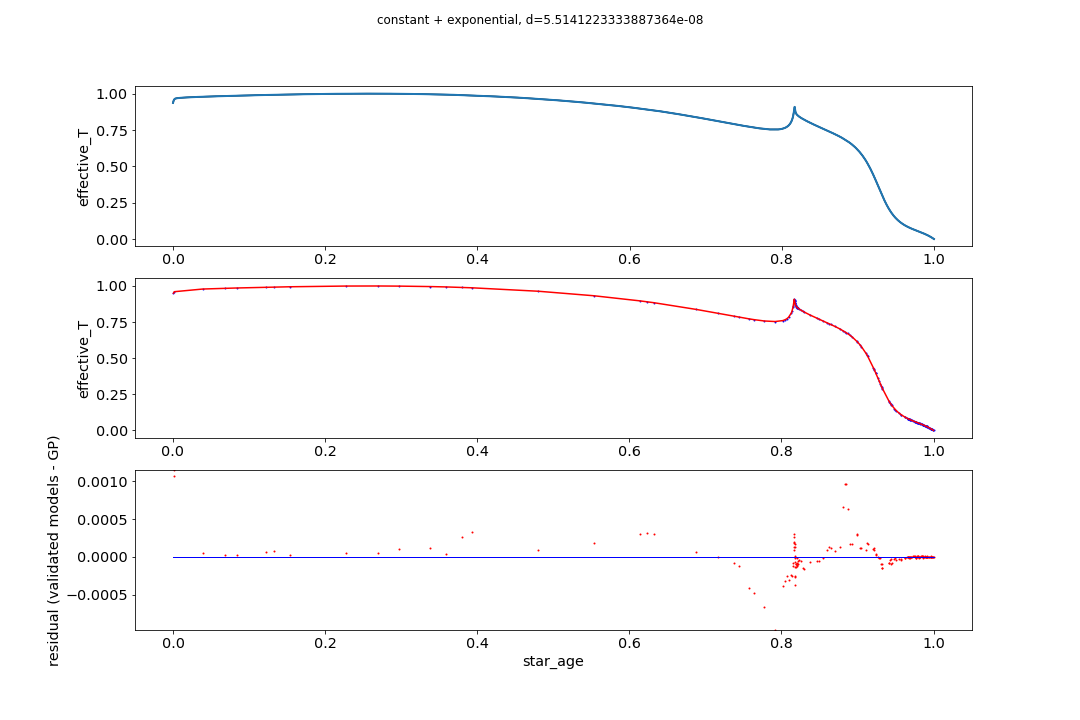 constant + exponential, d=5.5141223333887364e-08
effective_T
1.00
0.75
0.50
0.25
0.00
0.0 0.2 0.4 0.6 0.8 1.0
effective_T
1.00
0.75
0.50
0.25
0.00
0.0 0.2 0.4 0.6 0.8 1.0
residual (validated models - GP)
0.0010
0.0005
0.0000
−0.0005
0.0 0.2 0.4 0.6 0.8 1.0
star_age